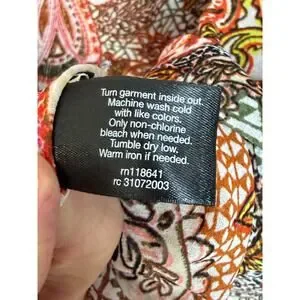 Turn garment inside out.
Machine wash cold
with like colors.
Only non-chlorine
bleach when needed.
Tumble dry low.
Warm iron if needed.
rn118641
rc 31072003